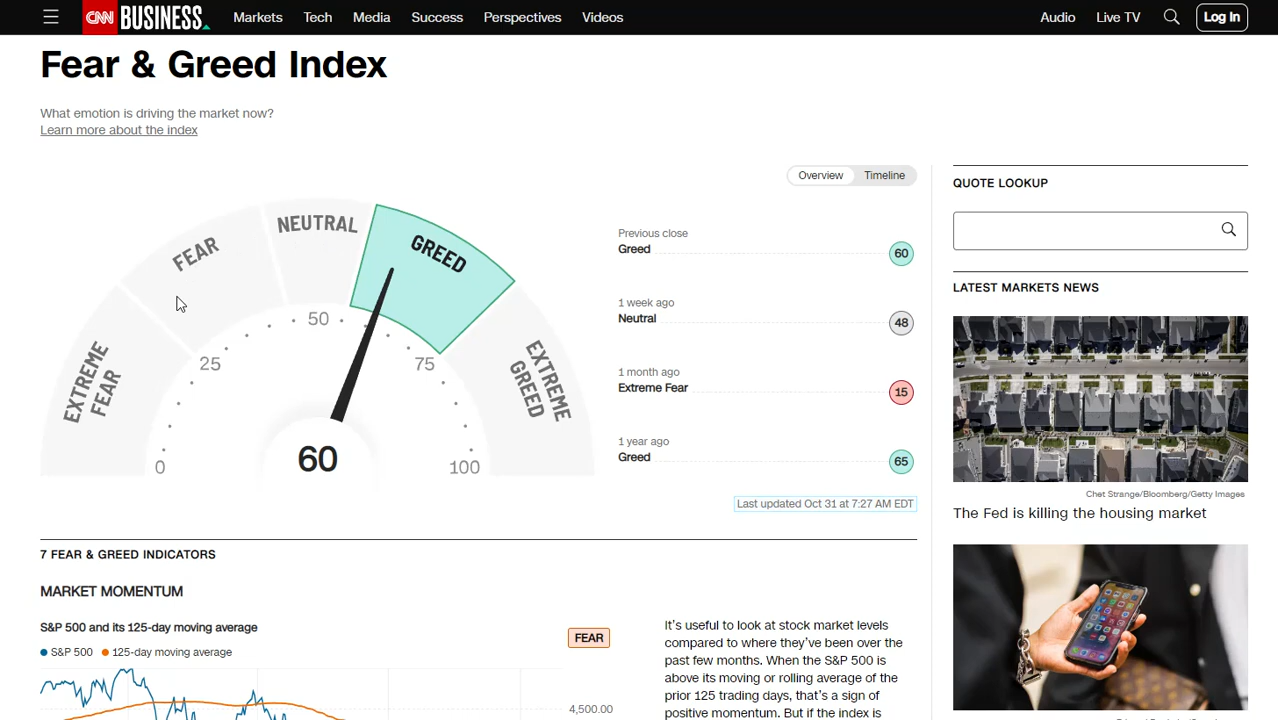 CNN BUSINESS
Markets Tech Media Success Perspectives Videos
Audio Live TV Log In
Fear & Greed Index
What emotion is driving the market now?
Learn more about the index
Overview Timeline
EXTREME FEAR
FEAR
NEUTRAL
GREED
EXTREME GREED
0
25
50
75
100
60
Previous close
Greed 60
1 week ago
Neutral 48
1 month ago
Extreme Fear 15
1 year ago
Greed 65
Last updated Oct 31 at 7:27 AM EDT
7 FEAR & GREED INDICATORS
MARKET MOMENTUM
S&P 500 and its 125-day moving average
FEAR
S&P 500 125-day moving average
4,500.00
It's useful to look at stock market levels
compared to where they've been over the
past few months. When the S&P 500 is
above its moving or rolling average of the
prior 125 trading days, that's a sign of
positive momentum. But if the index is
QUOTE LOOKUP
LATEST MARKETS NEWS
Chet Strange/Bloomberg/Getty Images
The Fed is killing the housing market